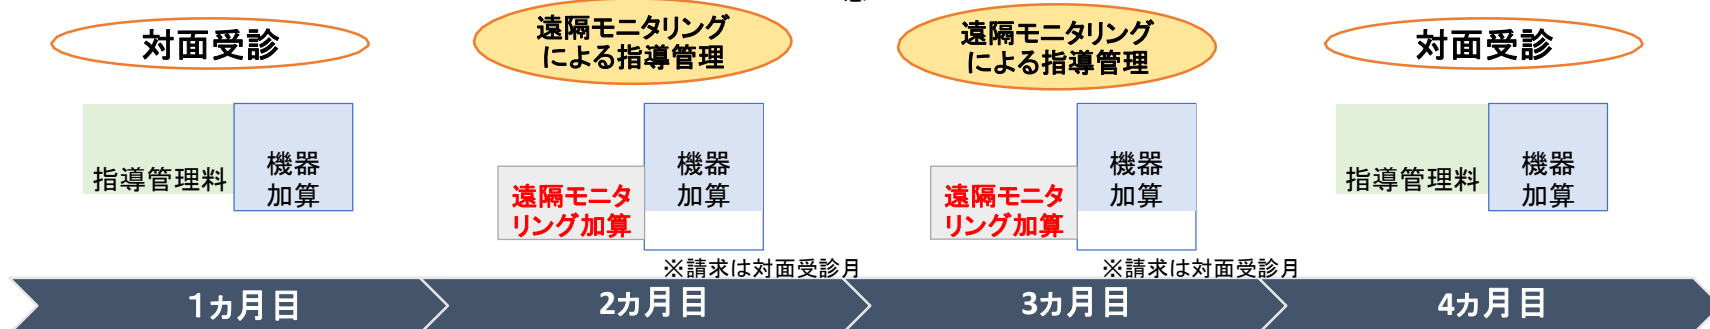 対面受診
遠隔モニタリング
による指導管理
遠隔モニタリング
による指導管理
対面受診
指導管理料
機器
加算
遠隔モニタ
リング加算
機器
加算
遠隔モニタ
リング加算
機器
加算
指導管理料
機器
加算
※請求は対面受診月
※請求は対面受診月
1ヵ月目
2ヵ月目
3ヵ月目
4ヵ月目